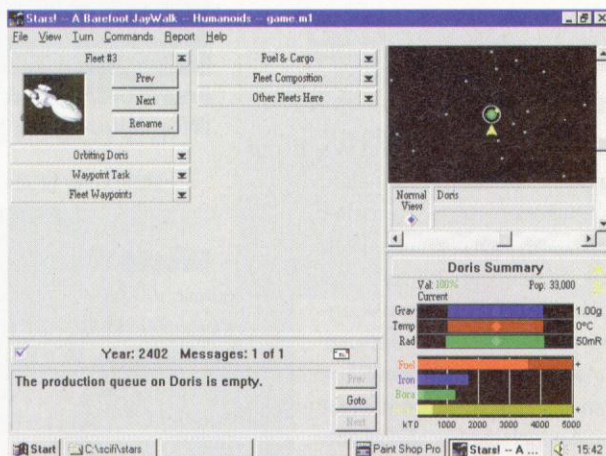 Stars! -- A Barefoot JayWalk -- Humanoids -- game.m1
File View Turn Commands Report Help
Fleet #3
Prev
Next
Rename
Orbiting Doris
Waypoint Task
Fleet Waypoints
Fuel & Cargo
Fleet Composition
Other Fleets Here
Normal View
Doris
Doris Summary
Val: 100% Pop: 33,000
Current
Grav 1.00g
Temp 0°C
Rad 50mR
Fuel
Iron
Bora
kT 0 1000 2000 3000 4000 5000
Year: 2402 Messages: 1 of 1
The production queue on Doris is empty.
Prev
Goto
Next
Start C:\scifi\stars Paint Shop Pro Stars! -- A ... 15:42